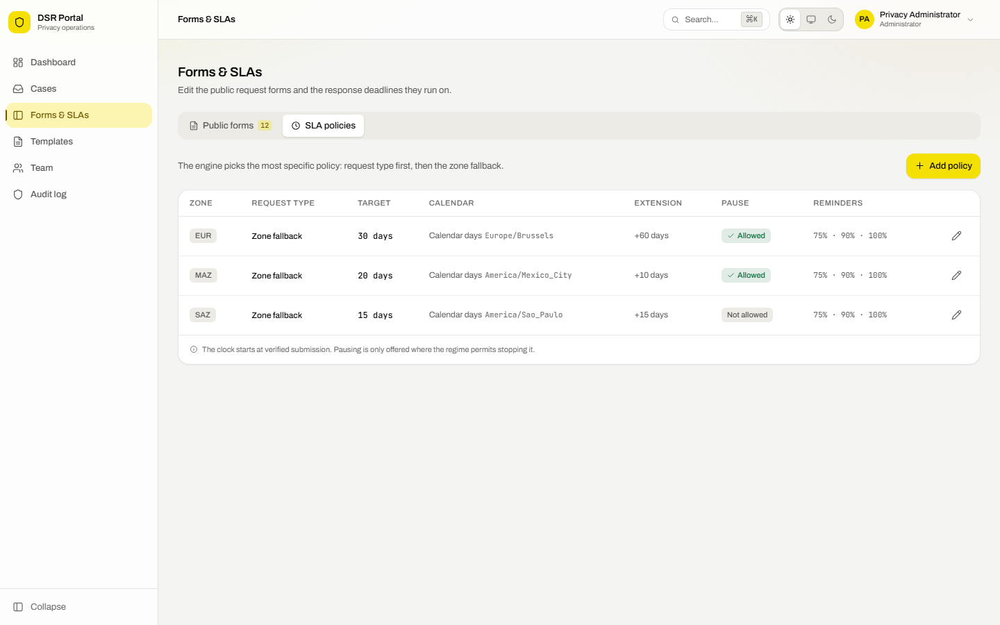 DSR Portal
Privacy operations
Dashboard
Cases
Forms & SLAs
Templates
Team
Audit log
Collapse
Forms & SLAs
Search...
⌘K
PA
Privacy Administrator
Administrator
Forms & SLAs
Edit the public request forms and the response deadlines they run on.
Public forms 12
SLA policies
The engine picks the most specific policy: request type first, then the zone fallback.
Add policy
ZONE REQUEST TYPE TARGET CALENDAR EXTENSION PAUSE REMINDERS
EUR Zone fallback 30 days Calendar days Europe/Brussels +60 days Allowed 75% · 90% · 100%
MAZ Zone fallback 20 days Calendar days America/Mexico_City +10 days Allowed 75% · 90% · 100%
SAZ Zone fallback 15 days Calendar days America/Sao_Paulo +15 days Not allowed 75% · 90% · 100%
The clock starts at verified submission. Pausing is only offered where the regime permits stopping it.